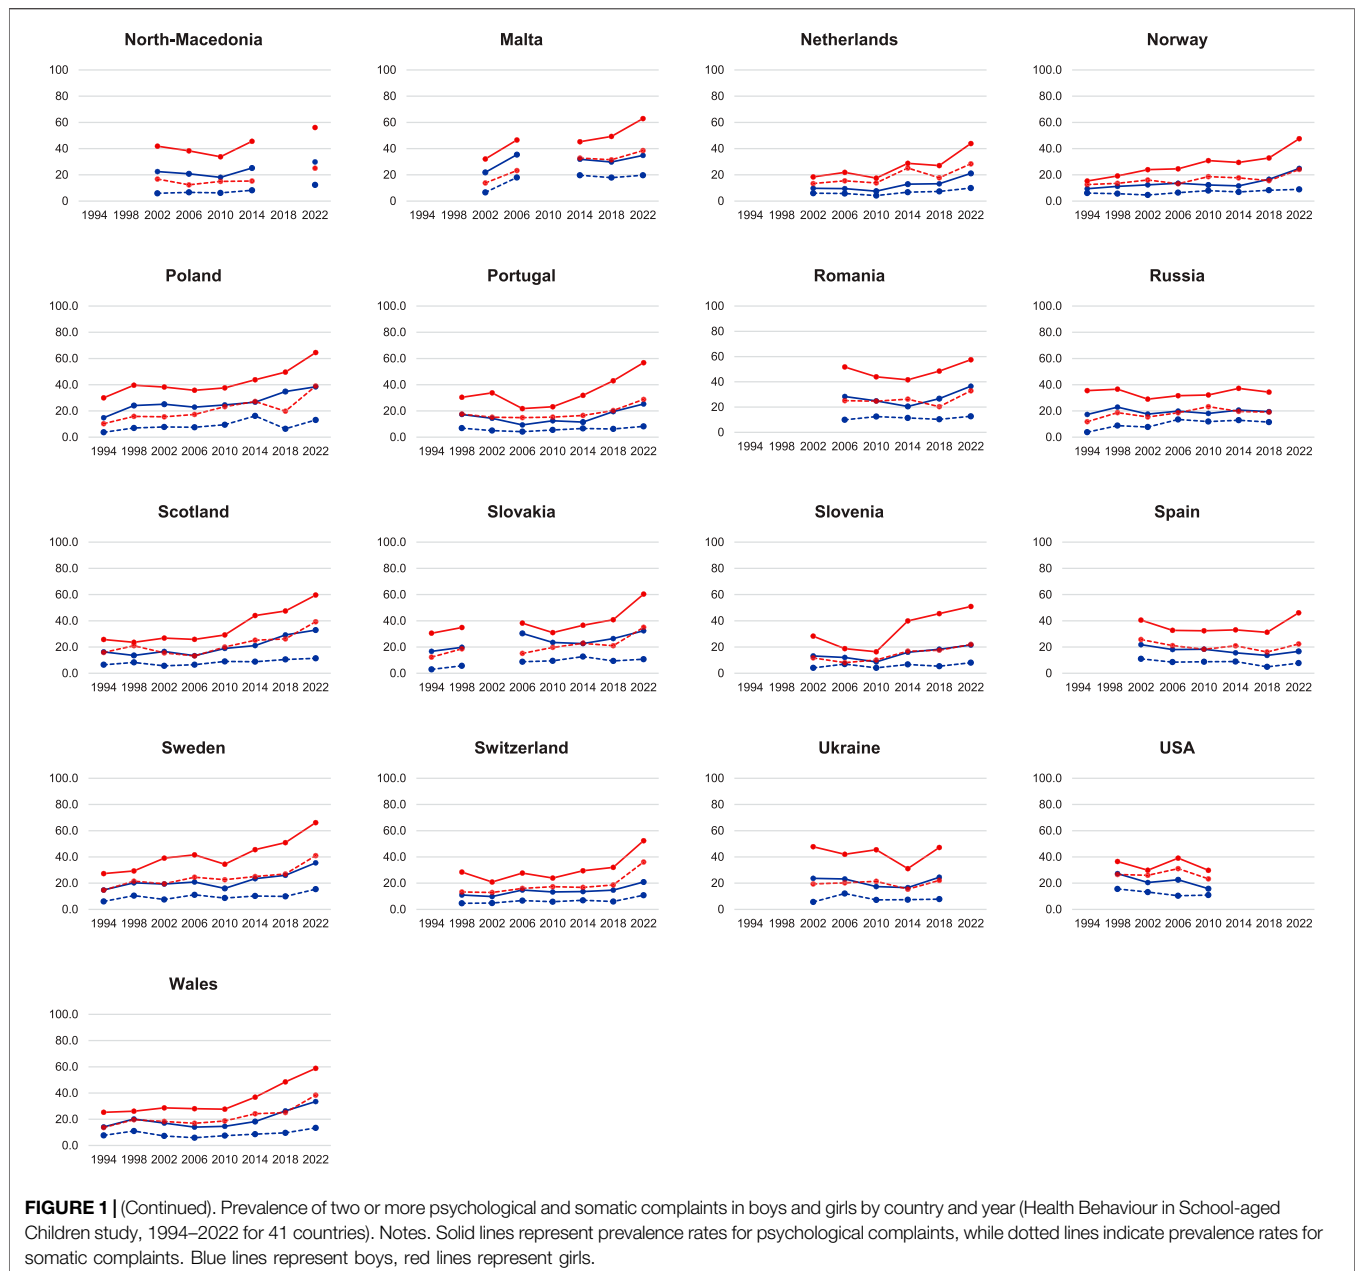 North-Macedonia Malta Netherlands Norway
100 100 100 100.0
80 80 80 80.0
60 60 60 60.0
40 40 40 40.0
20 20 20 20.0
0 0 0 0.0
1994 1998 2002 2006 2010 2014 2018 2022 1994 1998 2002 2006 2010 2014 2018 2022 1994 1998 2002 2006 2010 2014 2018 2022 1994 1998 2002 2006 2010 2014 2018 2022
Poland Portugal Romania Russia
100.0 100.0 100 100.0
80.0 80.0 80 80.0
60.0 60.0 60 60.0
40.0 40.0 40 40.0
20.0 20.0 20 20.0
0.0 0.0 0 0.0
1994 1998 2002 2006 2010 2014 2018 2022 1994 1998 2002 2006 2010 2014 2018 2022 1994 1998 2002 2006 2010 2014 2018 2022 1994 1998 2002 2006 2010 2014 2018 2022
Scotland Slovakia Slovenia Spain
100.0 100.0 100 100
80.0 80.0 80 80
60.0 60.0 60 60
40.0 40.0 40 40
20.0 20.0 20 20
0.0 0.0 0 0
1994 1998 2002 2006 2010 2014 2018 2022 1994 1998 2002 2006 2010 2014 2018 2022 1994 1998 2002 2006 2010 2014 2018 2022 1994 1998 2002 2006 2010 2014 2018 2022
Sweden Switzerland Ukraine USA
100.0 100.0 100 100.0
80.0 80.0 80 80.0
60.0 60.0 60 60.0
40.0 40.0 40 40.0
20.0 20.0 20 20.0
0.0 0.0 0 0.0
1994 1998 2002 2006 2010 2014 2018 2022 1994 1998 2002 2006 2010 2014 2018 2022 1994 1998 2002 2006 2010 2014 2018 2022 1994 1998 2002 2006 2010 2014 2018 2022
Wales
100.0
80.0
60.0
40.0
20.0
0.0
1994 1998 2002 2006 2010 2014 2018 2022
FIGURE 1 | (Continued). Prevalence of two or more psychological and somatic complaints in boys and girls by country and year (Health Behaviour in School-aged
Children study, 1994–2022 for 41 countries). Notes. Solid lines represent prevalence rates for psychological complaints, while dotted lines indicate prevalence rates for
somatic complaints. Blue lines represent boys, red lines represent girls.